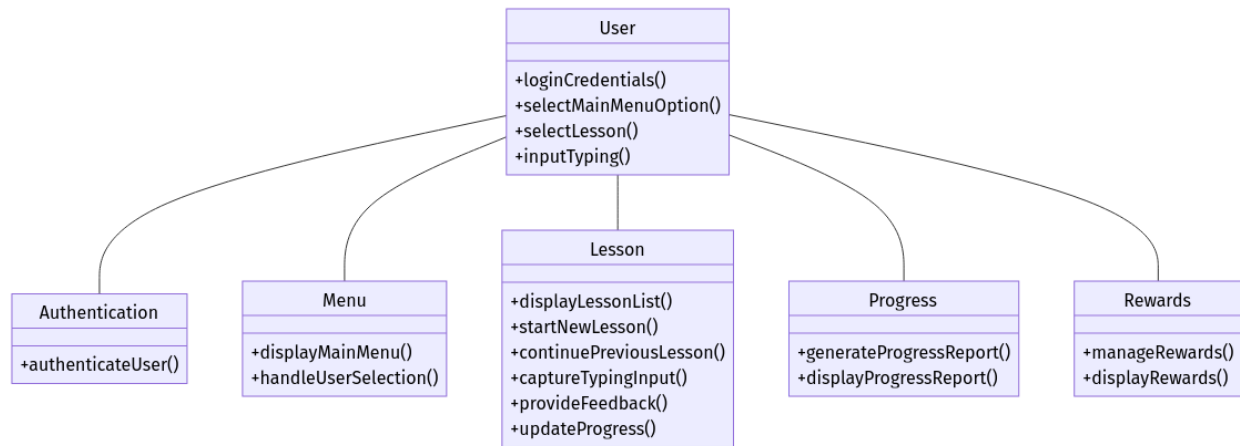 User
+loginCredentials()
+selectMainMenuOption()
+selectLesson()
+inputTyping()
Authentication
+authenticateUser()
Menu
+displayMainMenu()
+handleUserSelection()
Lesson
+displayLessonList()
+startNewLesson()
+continuePreviousLesson()
+captureTypingInput()
+provideFeedback()
+updateProgress()
Progress
+generateProgressReport()
+displayProgressReport()
Rewards
+manageRewards()
+displayRewards()